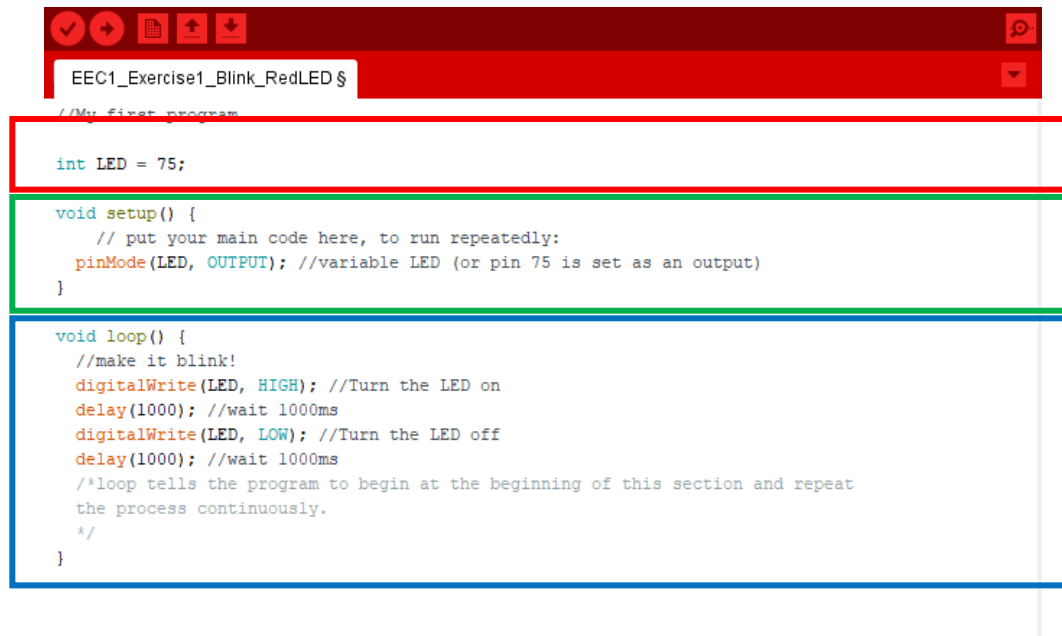 EEC1_Exercise1_Blink_RedLED §
//My first program
int LED = 75;
void setup() {
    // put your main code here, to run repeatedly:
  pinMode(LED, OUTPUT); //variable LED (or pin 75 is set as an output)
}
void loop() {
  //make it blink!
  digitalWrite(LED, HIGH); //Turn the LED on
  delay(1000); //wait 1000ms
  digitalWrite(LED, LOW); //Turn the LED off
  delay(1000); //wait 1000ms
  /*loop tells the program to begin at the beginning of this section and repeat
  the process continuously.
  */
}